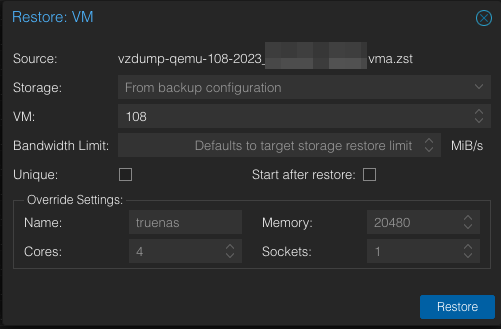 Restore: VM
Source: vzdump-qemu-108-2023_ vma.zst
Storage: From backup configuration
VM: 108
Bandwidth Limit: Defaults to target storage restore limit MiB/s
Unique: Start after restore:
Override Settings:
Name: truenas Memory: 20480
Cores: 4 Sockets: 1
Restore